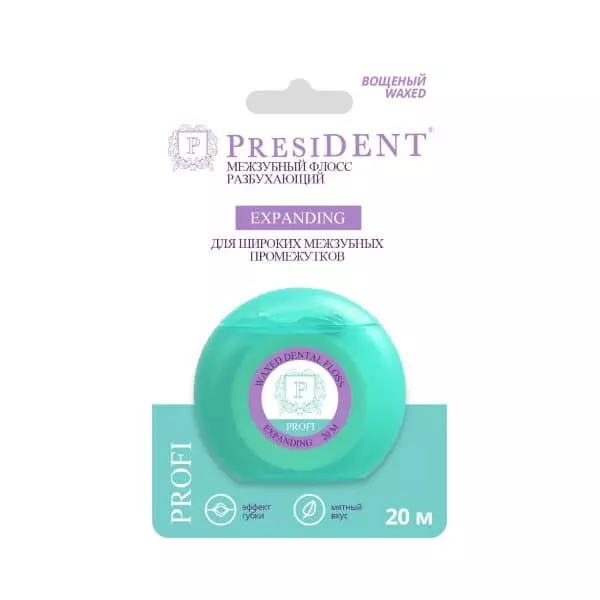 ВОЩЕНЫЙ
WAXED
P
PRESIDENT®
МЕЖЗУБНЫЙ ФЛОСС
РАЗБУХАЮЩИЙ
EXPANDING
ДЛЯ ШИРОКИХ МЕЖЗУБНЫХ
ПРОМЕЖУТКОВ
WAXED DENTAL FLOSS
P
PROFI
EXPANDING 20 M
PROFI
эффект
губки
мятный
вкус
20 м